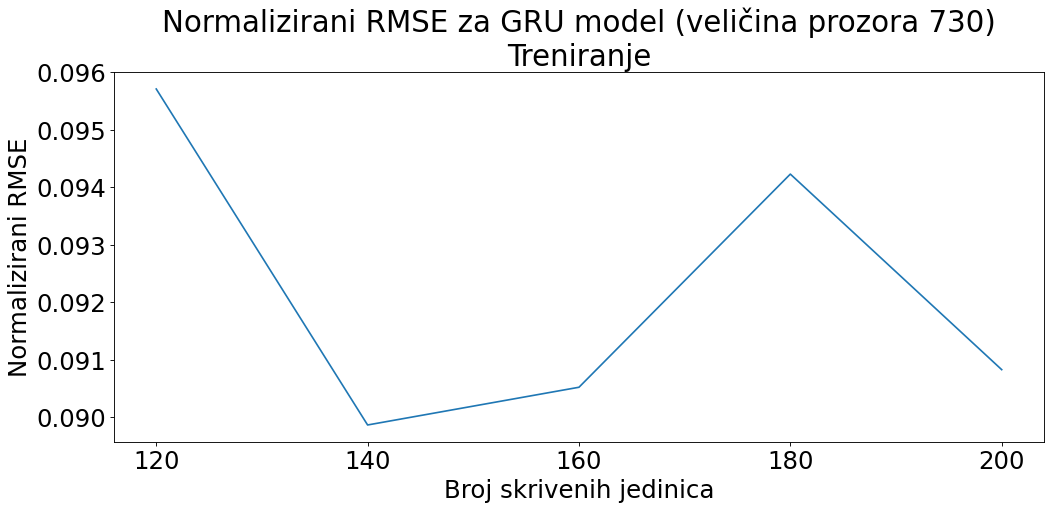 Normalizirani RMSE za GRU model (veličina prozora 730)
Treniranje
0.096
0.095
0.094
0.093
0.092
0.091
0.090
Normalizirani RMSE
120 140 160 180 200
Broj skrivenih jedinica